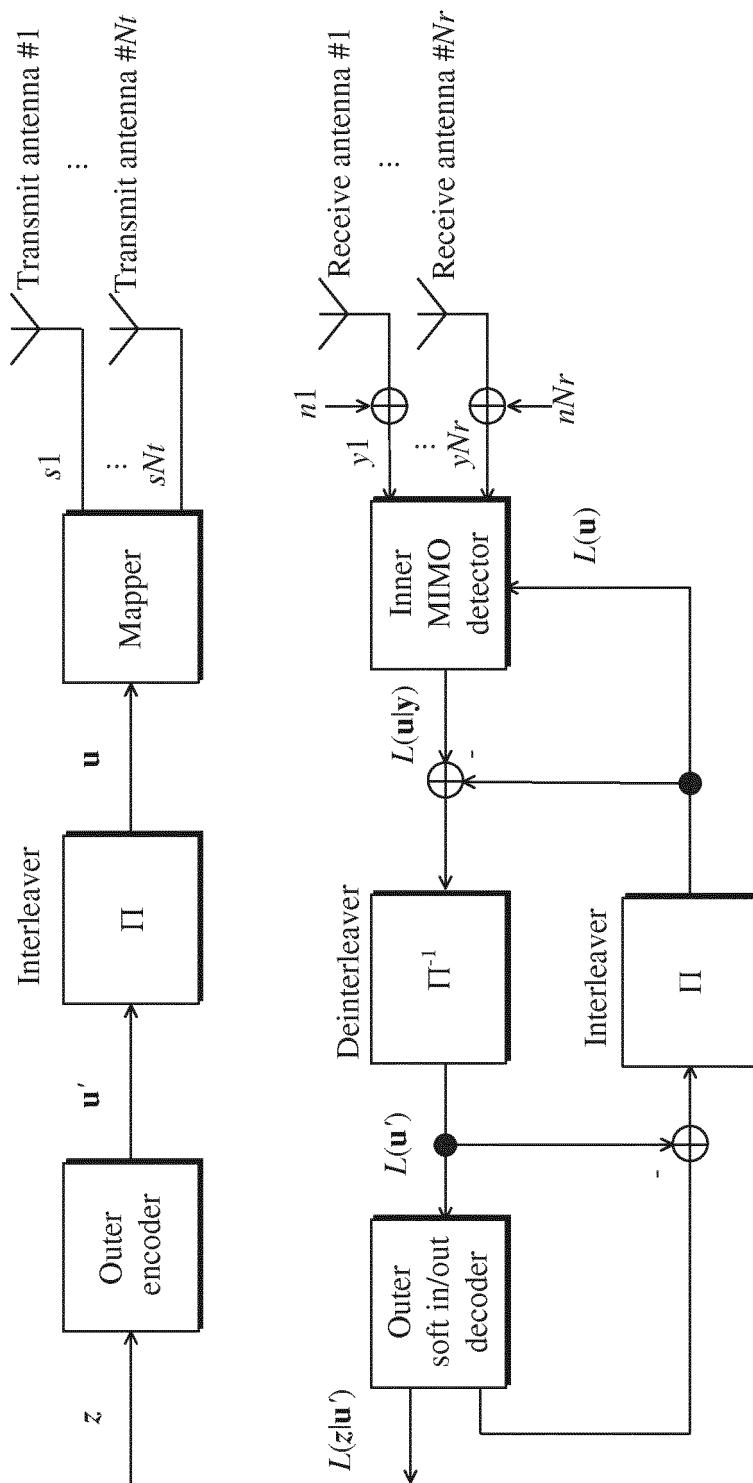 Transmit antenna #1
⋮
Transmit antenna #Nt
s1
⋮
sNt
Mapper
u
Interleaver
Π
u′
Outer
encoder
z
Receive antenna #1
⋮
Receive antenna #Nr
n1
nNr
y1
⋮
yNr
Inner
MIMO
detector
L(u)
L(u|y)
-
Deinterleaver
Π-1
Interleaver
Π
L(u′)
-
Outer
soft in/out
decoder
L(z|u′)